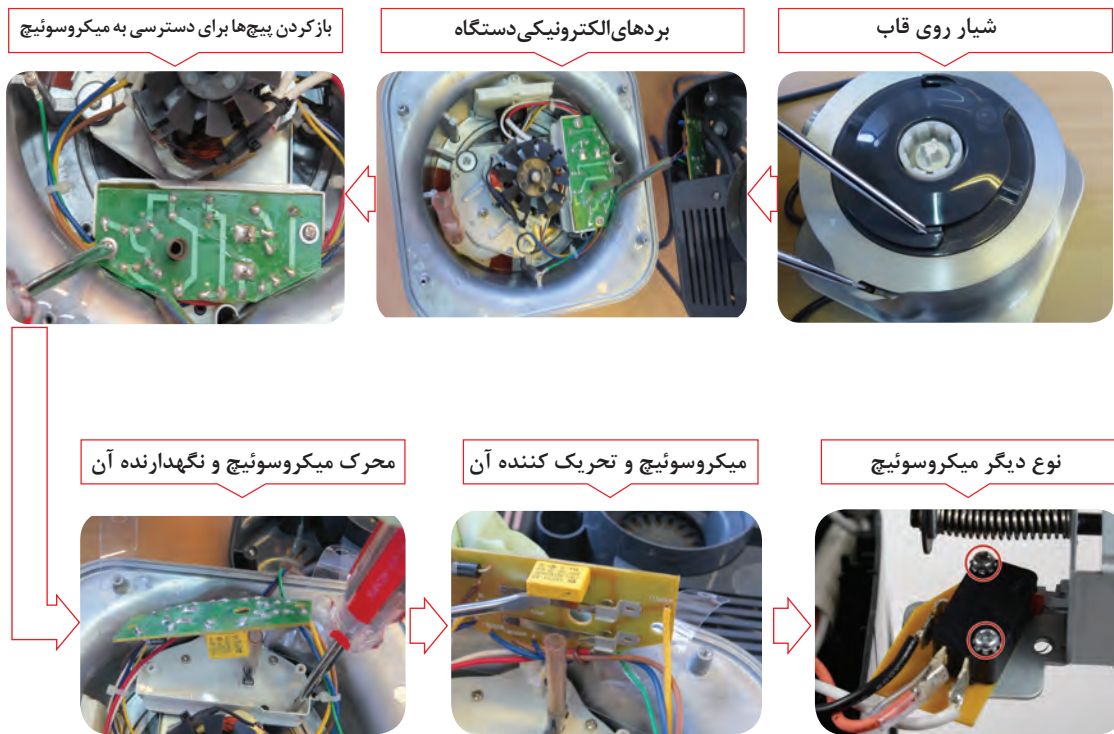 شیار روی قاب
بردهای الکترونیکی دستگاه
بازکردن پیچ‌ها برای دسترسی به میکروسوئیچ
محرک میکروسوئیچ و نگهدارنده آن
میکروسوئیچ و تحریک کننده آن
نوع دیگر میکروسوئیچ